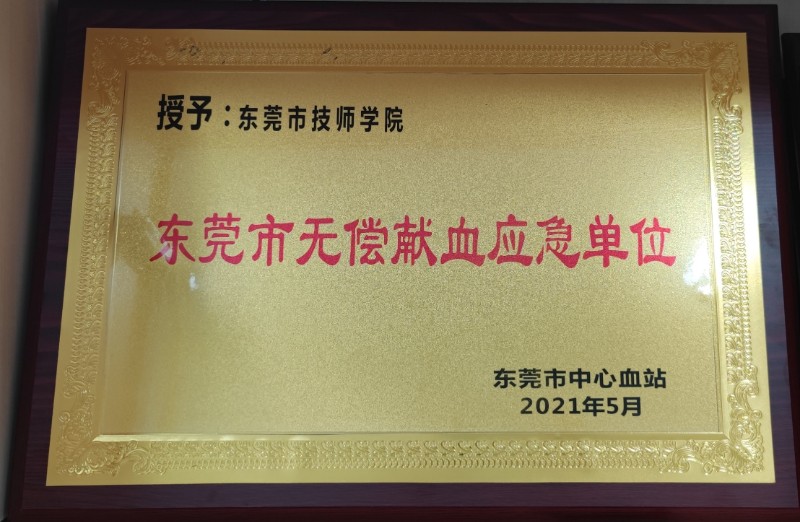 授予：东莞市技师学院
东莞市无偿献血应急单位
东莞市中心血站
2021年5月